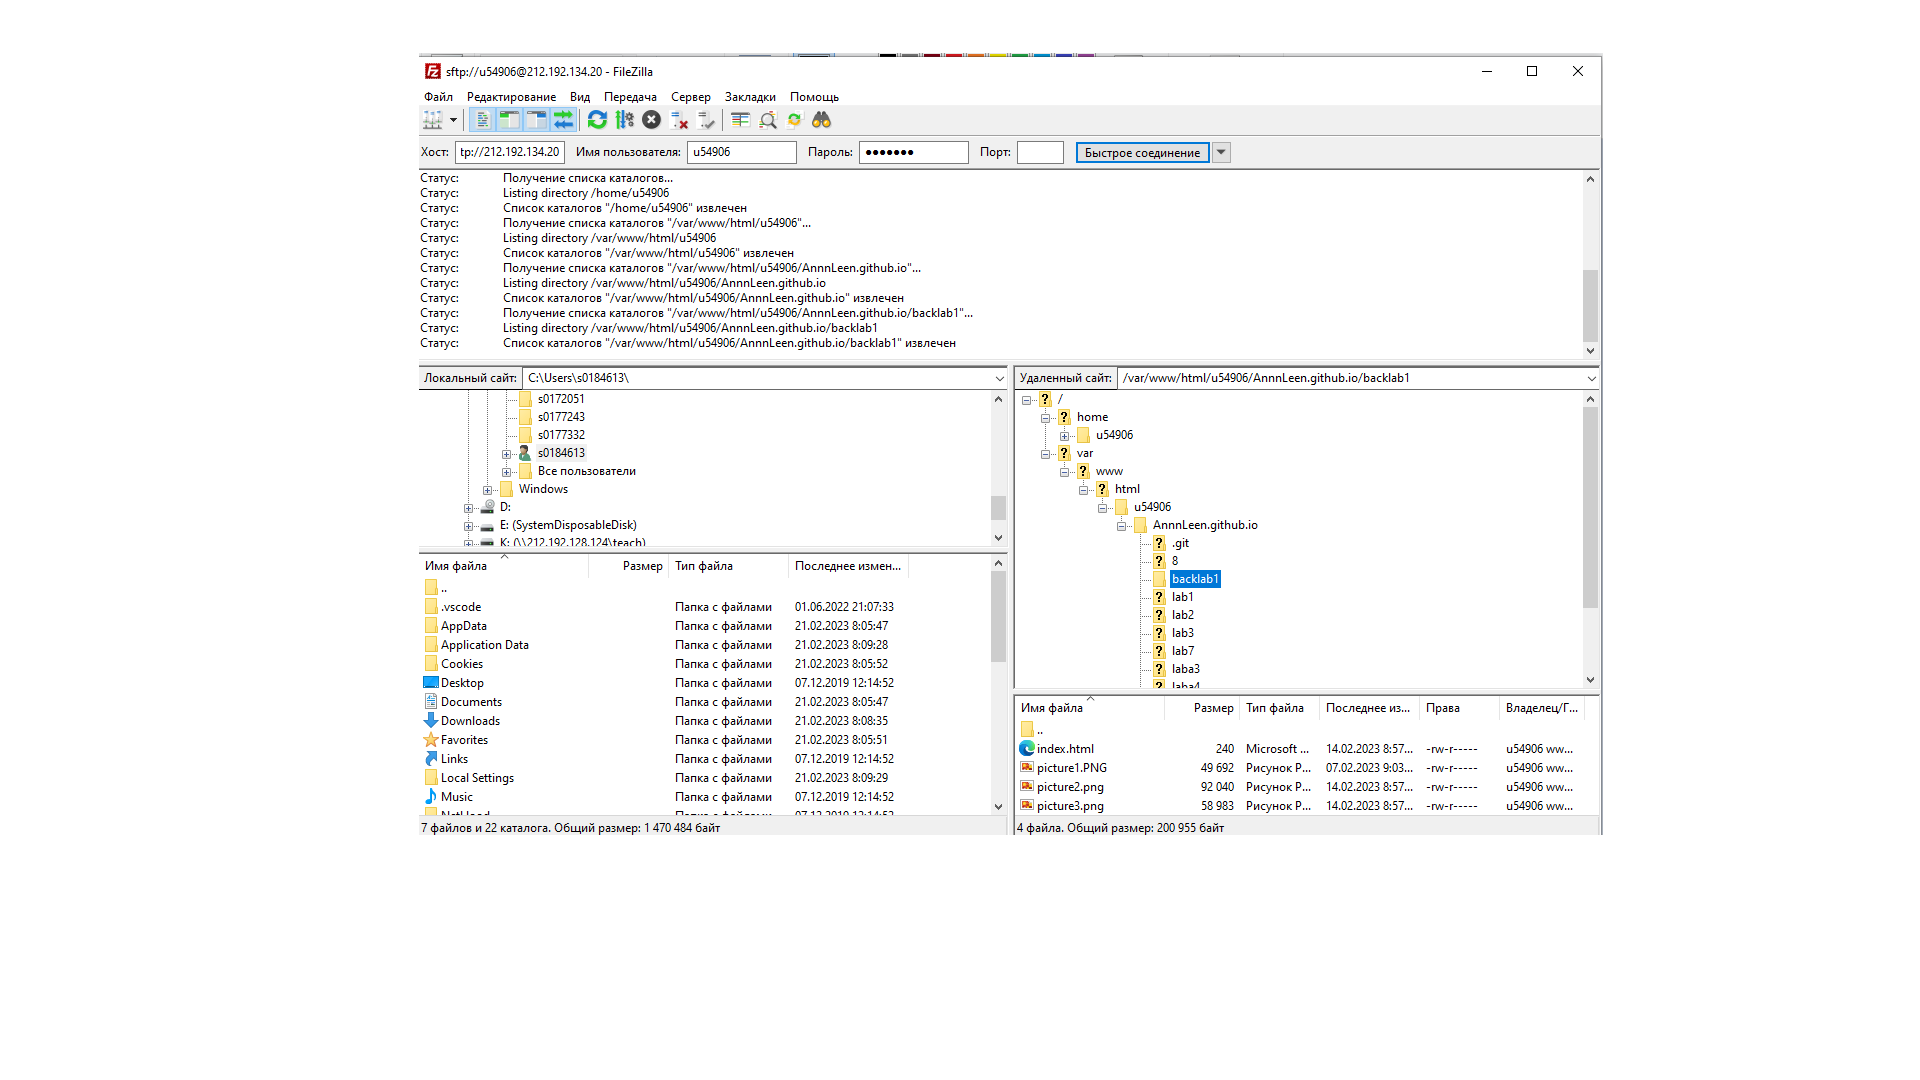 sftp://u54906@212.192.134.20 - FileZilla
Файл Редактирование Вид Передача Сервер Закладки Помощь
Хост: tp://212.192.134.20 Имя пользователя: u54906 Пароль: ●●●●●●● Порт: Быстрое соединение
Статус: Получение списка каталогов...
Статус: Listing directory /home/u54906
Статус: Список каталогов "/home/u54906" извлечен
Статус: Получение списка каталогов "/var/www/html/u54906"...
Статус: Listing directory /var/www/html/u54906
Статус: Список каталогов "/var/www/html/u54906" извлечен
Статус: Получение списка каталогов "/var/www/html/u54906/AnnnLeen.github.io"...
Статус: Listing directory /var/www/html/u54906/AnnnLeen.github.io
Статус: Список каталогов "/var/www/html/u54906/AnnnLeen.github.io" извлечен
Статус: Получение списка каталогов "/var/www/html/u54906/AnnnLeen.github.io/backlab1"...
Статус: Listing directory /var/www/html/u54906/AnnnLeen.github.io/backlab1
Статус: Список каталогов "/var/www/html/u54906/AnnnLeen.github.io/backlab1" извлечен
Локальный сайт: C:\Users\s0184613\
s0172051
s0177243
s0177332
s0184613
Все пользователи
Windows
D:
E: (SystemDisposableDisk)
K: (\\212.192.128.124\teach)
Имя файла Размер Тип файла Последнее измен...
..
.vscode Папка с файлами 01.06.2022 21:07:33
AppData Папка с файлами 21.02.2023 8:05:47
Application Data Папка с файлами 21.02.2023 8:09:28
Cookies Папка с файлами 21.02.2023 8:05:52
Desktop Папка с файлами 07.12.2019 12:14:52
Documents Папка с файлами 21.02.2023 8:05:47
Downloads Папка с файлами 21.02.2023 8:08:35
Favorites Папка с файлами 21.02.2023 8:05:51
Links Папка с файлами 07.12.2019 12:14:52
Local Settings Папка с файлами 21.02.2023 8:09:29
Music Папка с файлами 07.12.2019 12:14:52
NetHood Папка с файлами 07.12.2019 12:14:52
7 файлов и 22 каталога. Общий размер: 1 470 484 байт
Удаленный сайт: /var/www/html/u54906/AnnnLeen.github.io/backlab1
/
home
u54906
var
www
html
u54906
AnnnLeen.github.io
.git
8
backlab1
lab1
lab2
lab3
lab7
laba3
laba4
Имя файла Размер Тип файла Последнее из... Права Владелец/Г...
..
index.html 240 Microsoft ... 14.02.2023 8:57... -rw-r----- u54906 ww...
picture1.PNG 49 692 Рисунок P... 07.02.2023 9:03... -rw-r----- u54906 ww...
picture2.png 92 040 Рисунок P... 14.02.2023 8:57... -rw-r----- u54906 ww...
picture3.png 58 983 Рисунок P... 14.02.2023 8:57... -rw-r----- u54906 ww...
4 файла. Общий размер: 200 955 байт